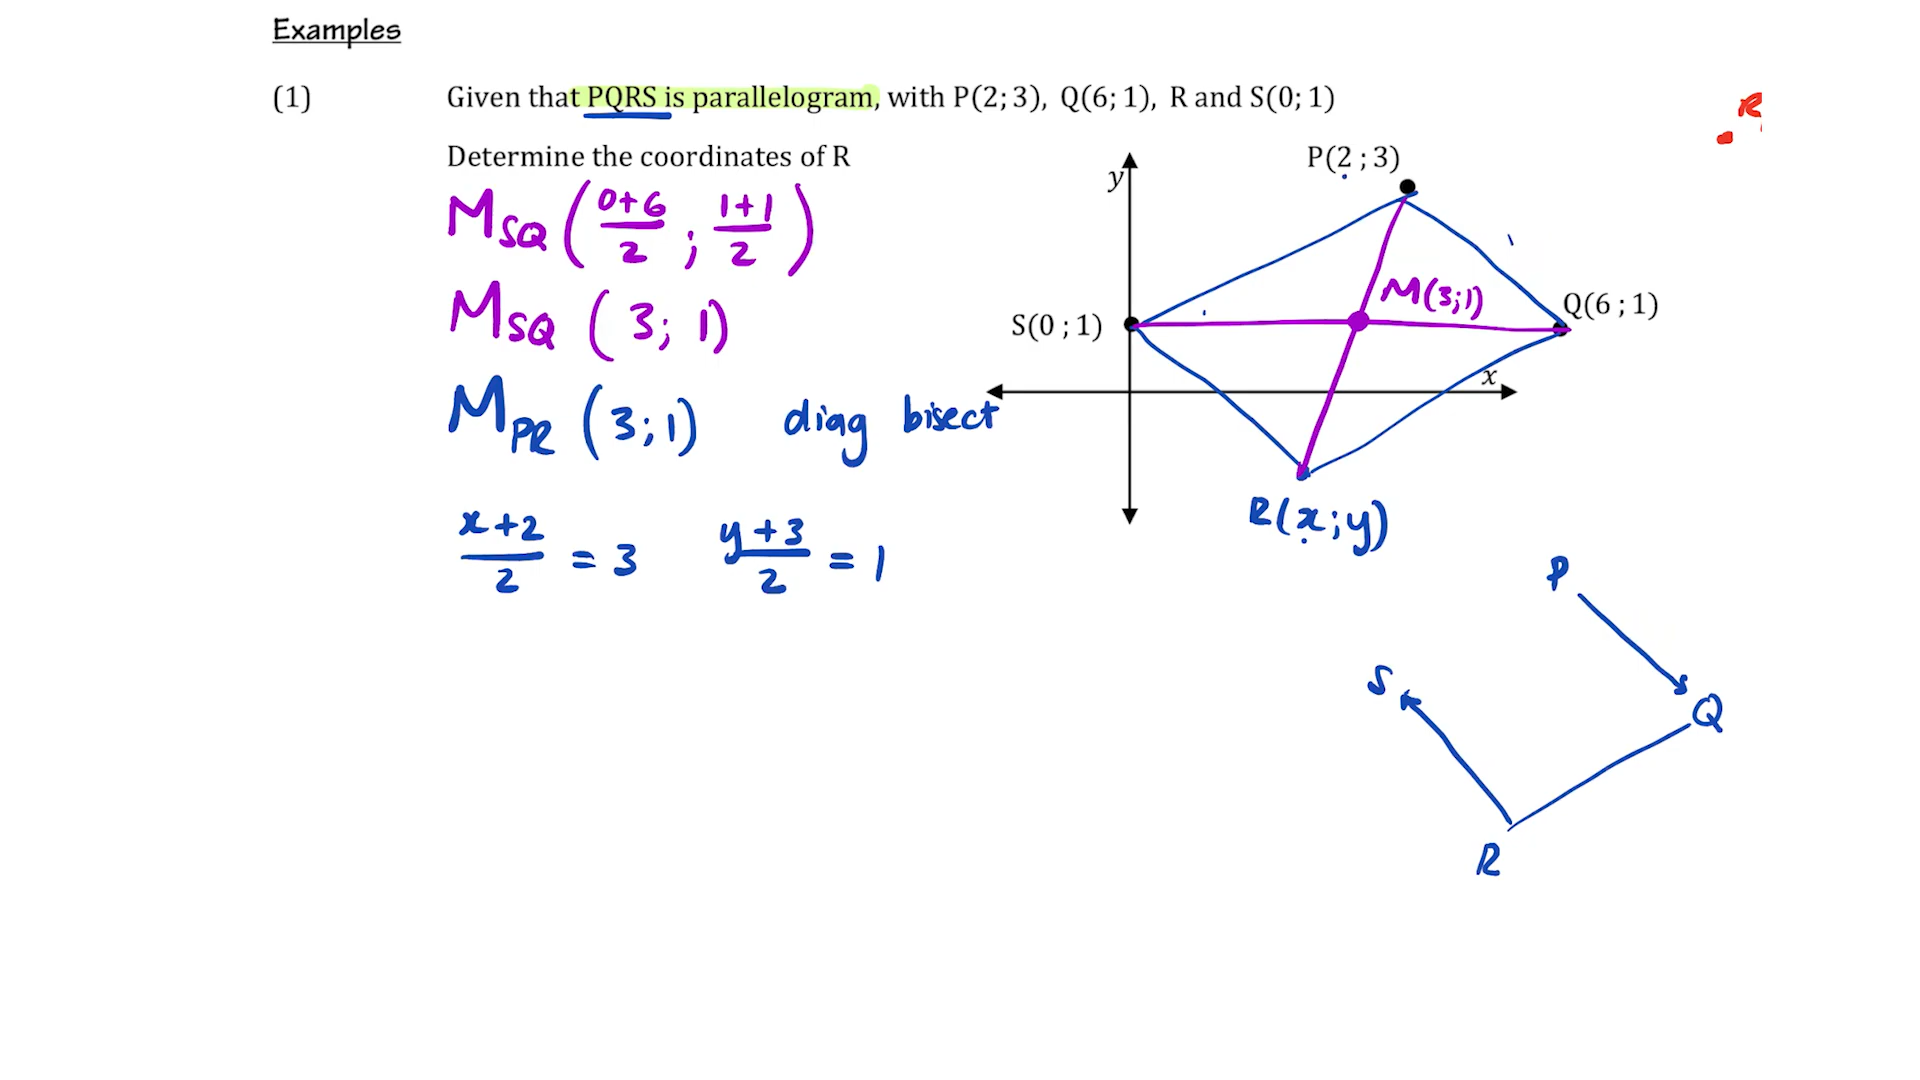 Examples
(1) Given that PQRS is parallelogram, with P(2; 3), Q(6; 1), R and S(0; 1)
R
Determine the coordinates of R
M_SQ ( (0+6)/2 ; (1+1)/2 )
M_SQ ( 3; 1 )
M_PR ( 3; 1 ) diag bisect
(x+2)/2 = 3 (y+3)/2 = 1
y
P(2 ; 3)
M(3;1)
Q(6 ; 1)
S(0 ; 1)
x
R(x;y)
P
S
Q
R